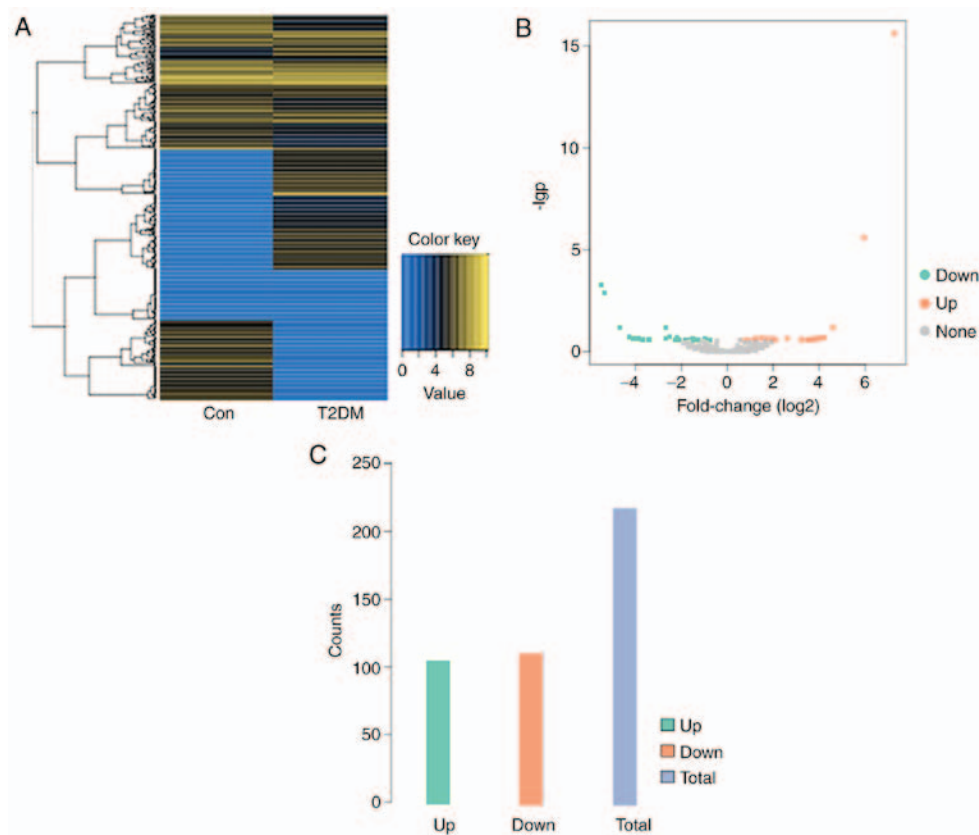 A
Color key
0 4 8
Value
Con T2DM
B
15
10
5
0
-lgp
−4 −2 0 2 4 6
Fold-change (log2)
Down
Up
None
C
250
200
150
100
50
0
Counts
Up Down Total
Up
Down
Total